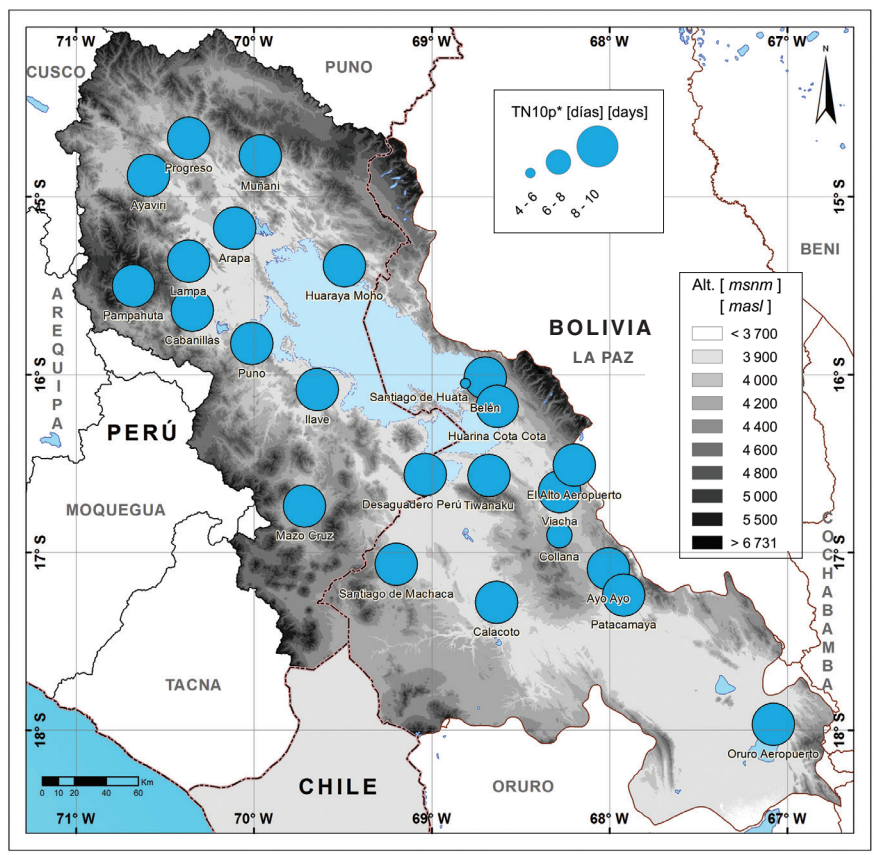 71° W
70° W
69° W
68° W
67° W
CUSCO
PUNO
N
TN10p* [días] [days]
4 - 6
6 - 8
8 - 10
Progreso
Muñani
Ayaviri
15° S
15° S
Arapa
BENI
Lampa
Huaraya Moho
Alt. [ msnm ]
[ masl ]
Pampahuta
Cabanillas
AREQUIPA
BOLIVIA
< 3 700
LA PAZ
3 900
Puno
16° S
16° S
4 000
Santiago de Huata
4 200
Belén
Ilave
4 400
PERÚ
Huarina Cota Cota
4 600
4 800
El Alto Aeropuerto
5 000
Desaguadero Perú
Tiwanaku
MOQUEGUA
Viacha
5 500
Mazo Cruz
> 6 731
Collana
17° S
17° S
COCHABAMBA
Santiago de Machaca
Ayo Ayo
Calacoto
Patacamaya
TACNA
18° S
18° S
Oruro Aeropuerto
CHILE
ORURO
Km
0 10 20 40 60
71° W
70° W
69° W
68° W
67° W